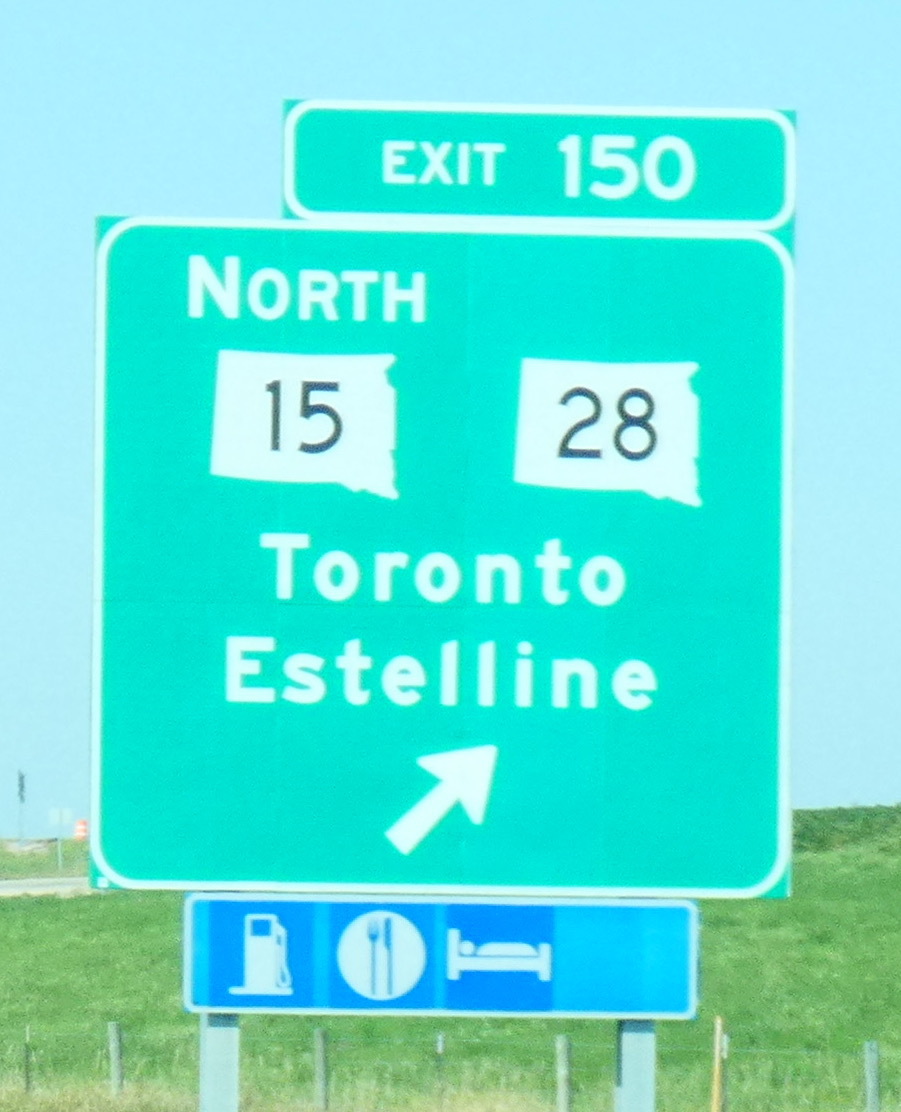 EXIT 150
NORTH
15 28
Toronto
Estelline